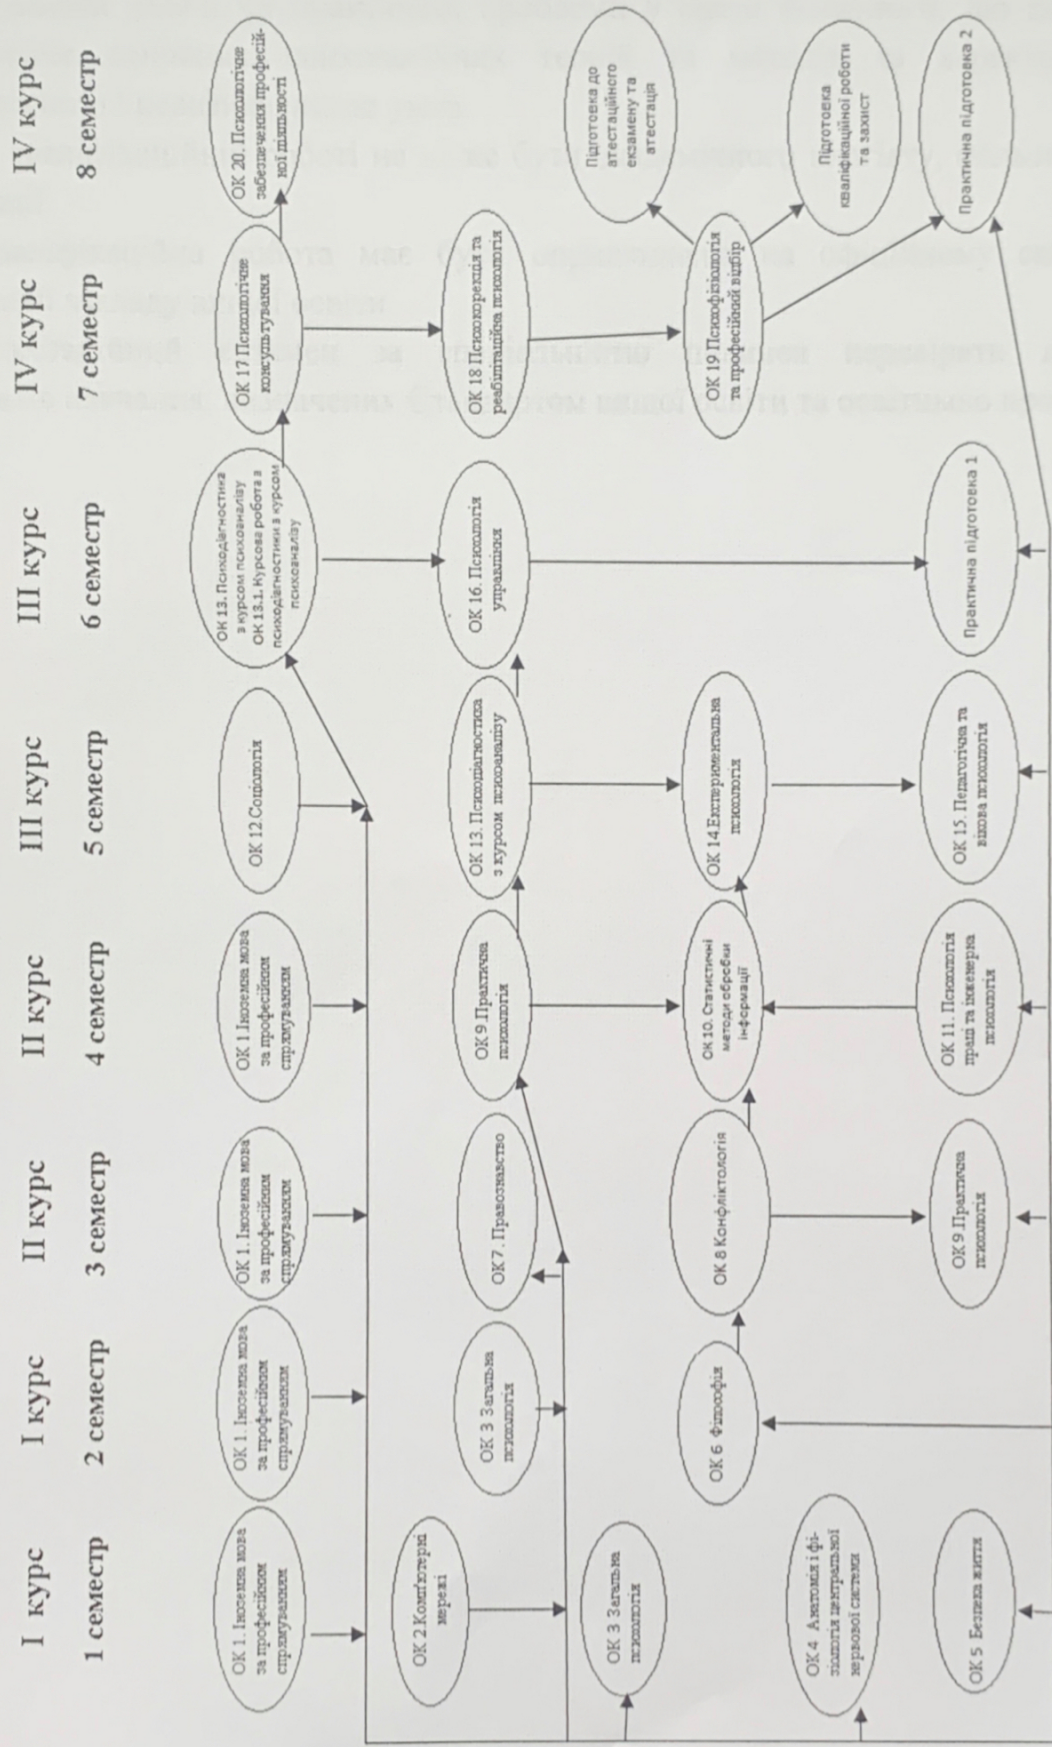 I курс
1 семестр
I курс
2 семестр
II курс
3 семестр
II курс
4 семестр
III курс
5 семестр
III курс
6 семестр
IV курс
7 семестр
IV курс
8 семестр
ОК 1. Іноземна мова
за професійним
спрямуванням
ОК 1. Іноземна мова
за професійним
спрямуванням
ОК 1. Іноземна мова
за професійним
спрямуванням
ОК 1 Іноземна мова
за професійним
спрямуванням
ОК 12.Соціологія
ОК 13. Психодіагностика
з курсом психоаналізу
ОК 13.1. Курсова робота з
психодіагностики з курсом
психоаналізу
ОК 17 Психологічне
консультування
ОК 20. Психологічне
забезпечення професій-
ної діяльності
ОК 2.Комп'ютерні
мережі
ОК 3 Загальна
психологія
ОК7. Правознавство
ОК9.Практична
психологія
ОК 13. Психодіагностика
з курсом психоаналізу
ОК 16. Психологія
управління
ОК 18 Психокорекція та
реабілітаційна психологія
ОК 3 Загальна
психологія
ОК 6 Філософія
ОК 8 Конфліктологія
ОК 10. Статистичні
методи обробки
інформації
ОК 14.Експериментальна
психологія
ОК 19.Психофізіологія
та професійний відбір
Підготовка до
атестаційного
екзамену та
атестація
ОК 4 Анатомія і фі-
зіологія центральної
нервової системи
Підготовка
кваліфікаційної роботи
та захист
ОК 5 Безпека життя
ОК9.Практична
психологія
ОК 11. Психологія
праці та інженерна
психологія
ОК 15. Педагогічна та
вікова психологія
Практична підготовка 1
Практична підготовка 2